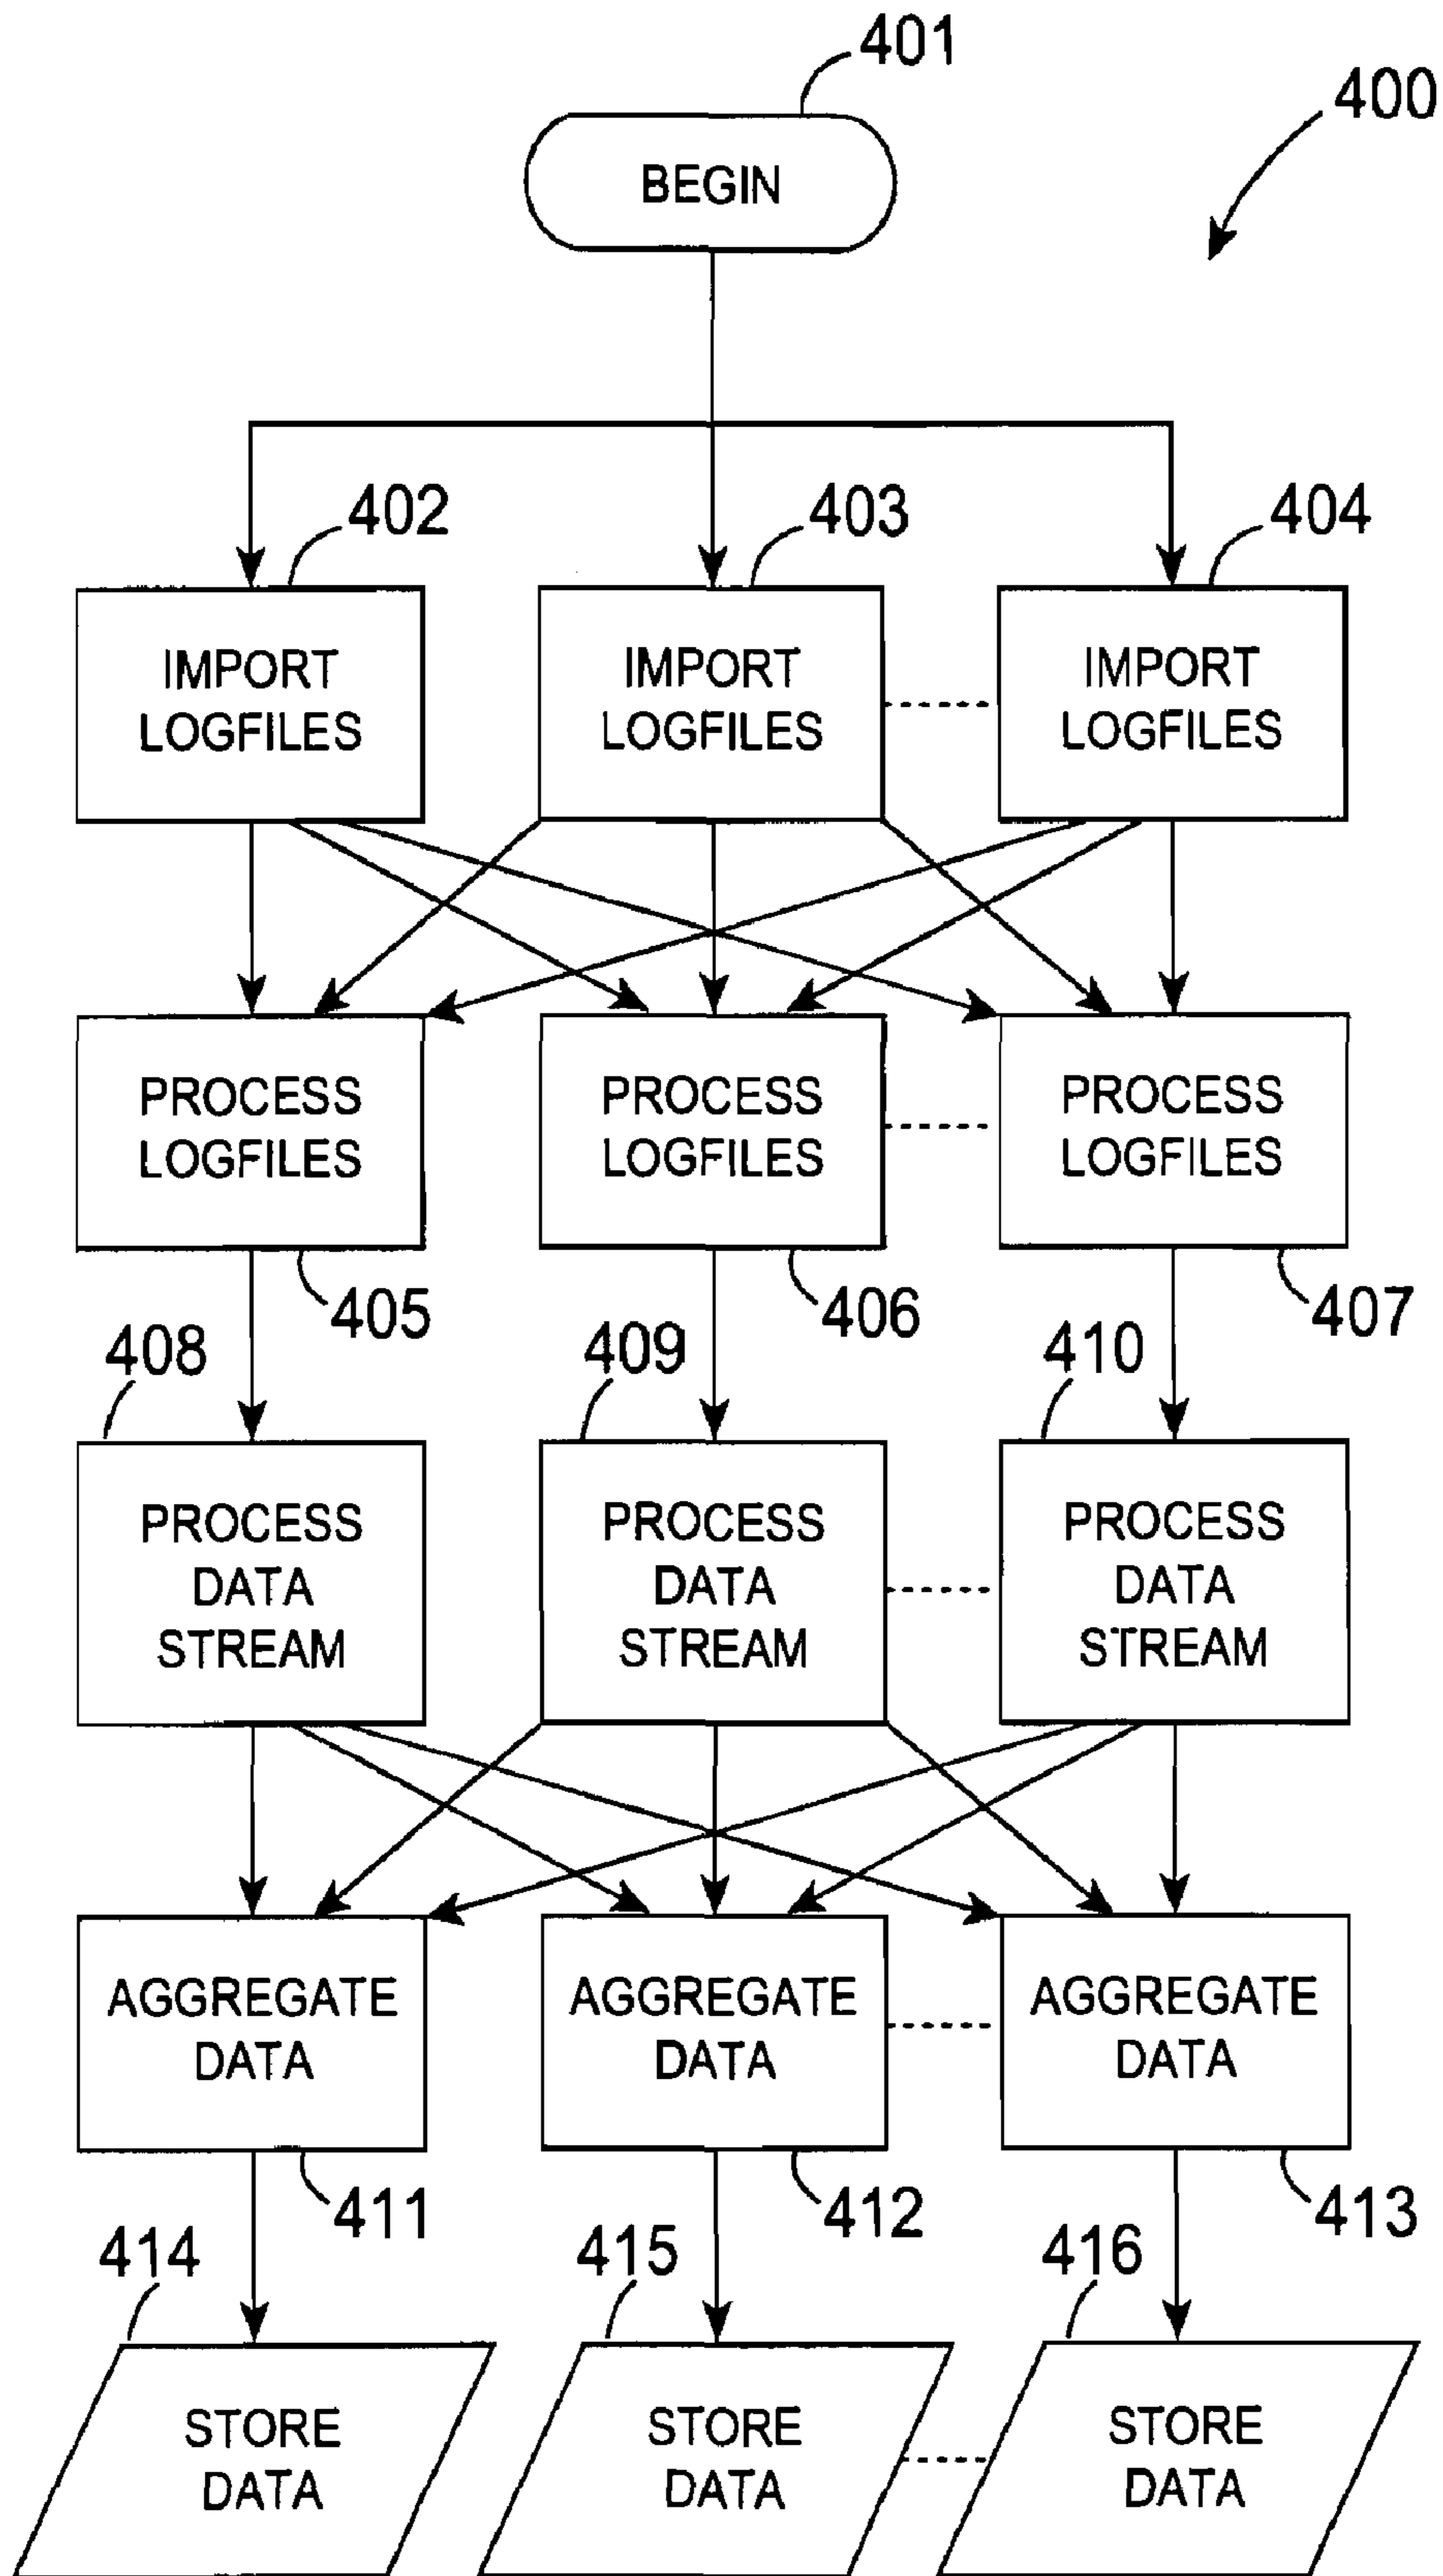 401
400
BEGIN
402
403
404
IMPORT
LOGFILES
IMPORT
LOGFILES
IMPORT
LOGFILES
PROCESS
LOGFILES
PROCESS
LOGFILES
PROCESS
LOGFILES
405
406
407
408
409
410
PROCESS
DATA
STREAM
PROCESS
DATA
STREAM
PROCESS
DATA
STREAM
AGGREGATE
DATA
AGGREGATE
DATA
AGGREGATE
DATA
411
412
413
414
415
416
STORE
DATA
STORE
DATA
STORE
DATA